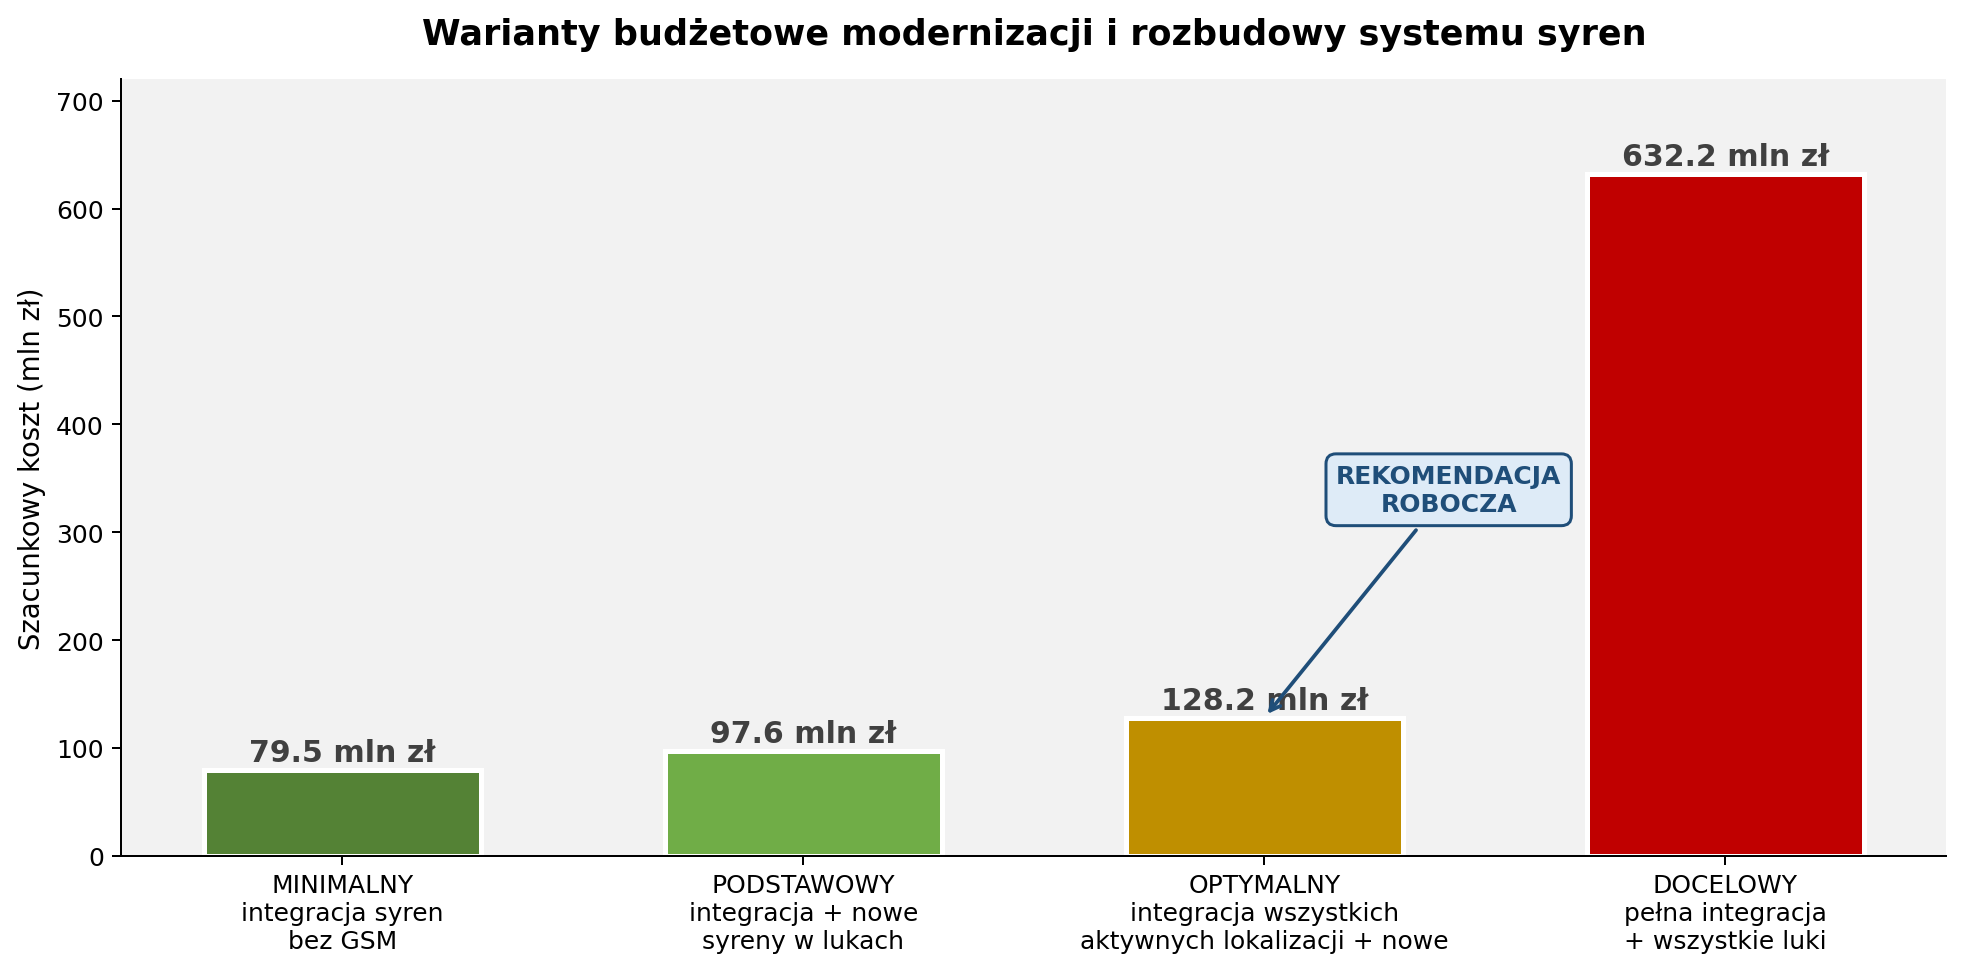 Warianty budżetowe modernizacji i rozbudowy systemu syren
Szacunkowy koszt (mln zł)
700
600
500
400
300
200
100
0
79.5 mln zł
97.6 mln zł
128.2 mln zł
632.2 mln zł
REKOMENDACJA
ROBOCZA
MINIMALNY
integracja syren
bez GSM
PODSTAWOWY
integracja + nowe
syreny w lukach
OPTYMALNY
integracja wszystkich
aktywnych lokalizacji + nowe
DOCELOWY
pełna integracja
+ wszystkie luki